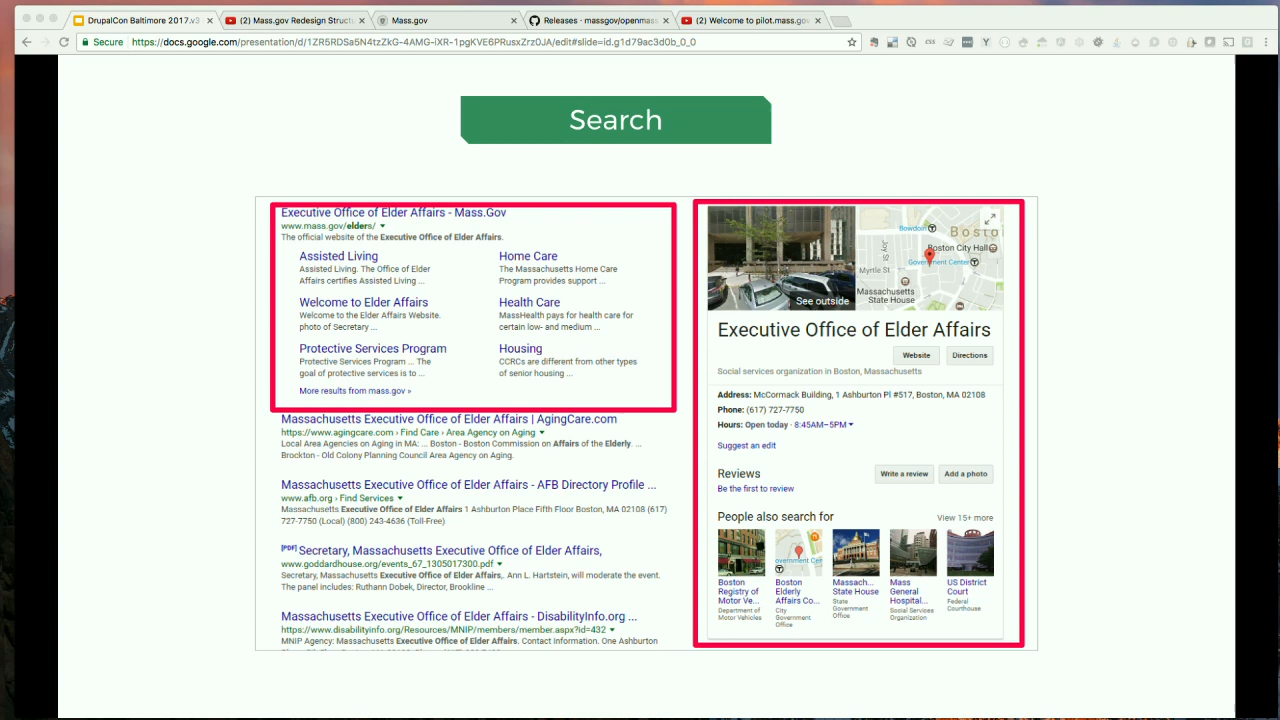 DrupalCon Baltimore 2017.v3
(2) Mass.gov Redesign Struct
Mass.gov
Releases · massgov/openmass
(2) Welcome to pilot.mass.gov
Secure
https://docs.google.com/presentation/d/1ZR5RDSa5N4tzZkG-4AMG-iXR-1pgKVE6PRusxZrz0JA/edit#slide=id.g1d79ac3d0b_0_0
Search
Executive Office of Elder Affairs - Mass.Gov
www.mass.gov/elders/
The official website of the Executive Office of Elder Affairs.
Assisted Living
Assisted Living. The Office of Elder
Affairs certifies Assisted Living ...
Home Care
The Massachusetts Home Care
Program provides support ...
Welcome to Elder Affairs
Welcome to the Elder Affairs Website.
photo of Secretary ...
Health Care
MassHealth pays for health care for
certain low- and medium ...
Protective Services Program
Protective Services Program ... The
goal of protective services is to ...
Housing
CCRCs are different from other types
of senior housing ...
More results from mass.gov »
Massachusetts Executive Office of Elder Affairs | AgingCare.com
https://www.agingcare.com › Find Care › Area Agency on Aging
Local Area Agencies on Aging in MA: ... Boston - Boston Commission on Affairs of the Elderly. ...
Brockton - Old Colony Planning Council Area Agency on Aging.
Massachusetts Executive Office of Elder Affairs - AFB Directory Profile ...
www.afb.org › Find Services
Massachusetts Executive Office of Elder Affairs 1 Ashburton Place Fifth Floor Boston, MA 02108 (617)
727-7750 (Local) (800) 243-4636 (Toll-Free)
[PDF] Secretary, Massachusetts Executive Office of Elder Affairs,
www.goddardhouse.org/events_67_1305017300.pdf
Secretary, Massachusetts Executive Office of Elder Affairs,. Ann L. Hartstein, will moderate the event.
The panel includes: Ruthann Dobek, Director, Brookline ...
Massachusetts Executive Office of Elder Affairs - DisabilityInfo.org ...
https://www.disabilityinfo.org/Resources/MNIP/members/member.aspx?id=432
MNIP Agency: Massachusetts Executive Office of Elder Affairs. Contact Information. One Ashburton
See outside
Bowdoin
Bosto
Joy St
Boston City Hall
Government Center
Myrtle St
Massachusetts
State House
Executive Office of Elder Affairs
Website
Directions
Social services organization in Boston, Massachusetts
Address: McCormack Building, 1 Ashburton Pl #517, Boston, MA 02108
Phone: (617) 727-7750
Hours: Open today · 8:45AM–5PM
Suggest an edit
Reviews
Write a review
Add a photo
Be the first to review
People also search for
View 15+ more
overnment Cen
Boston
Registry of
Motor Ve...
Department of
Motor Vehicles
Boston
Elderly
Affairs Co...
City
Government
Office
Massach...
State House
State
Government
Office
Mass
General
Hospital...
Social Services
Organization
US District
Court
Federal
Courthouse